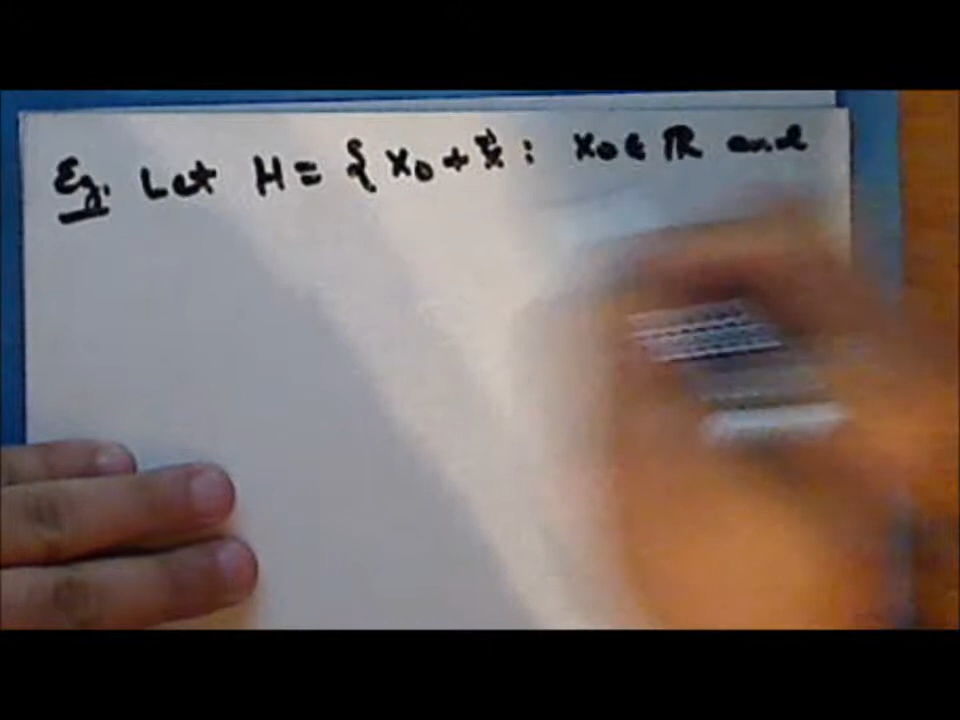 Eg. Let H = { x₀ + x⃗ : x₀ ∈ ℝ and